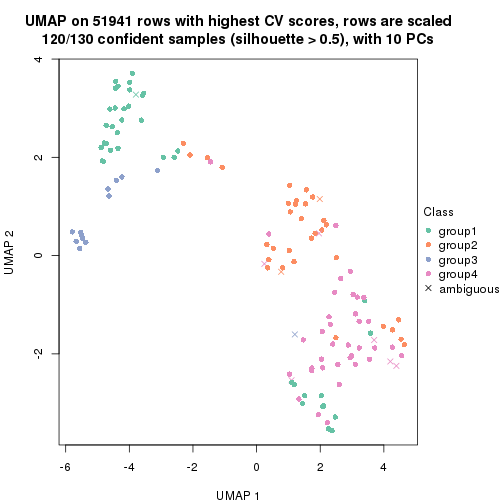 UMAP on 51941 rows with highest CV scores, rows are scaled
120/130 confident samples (silhouette > 0.5), with 10 PCs
4
2
0
-2
UMAP 2
-6
-4
-2
0
2
4
UMAP 1
Class
group1
group2
group3
group4
ambiguous